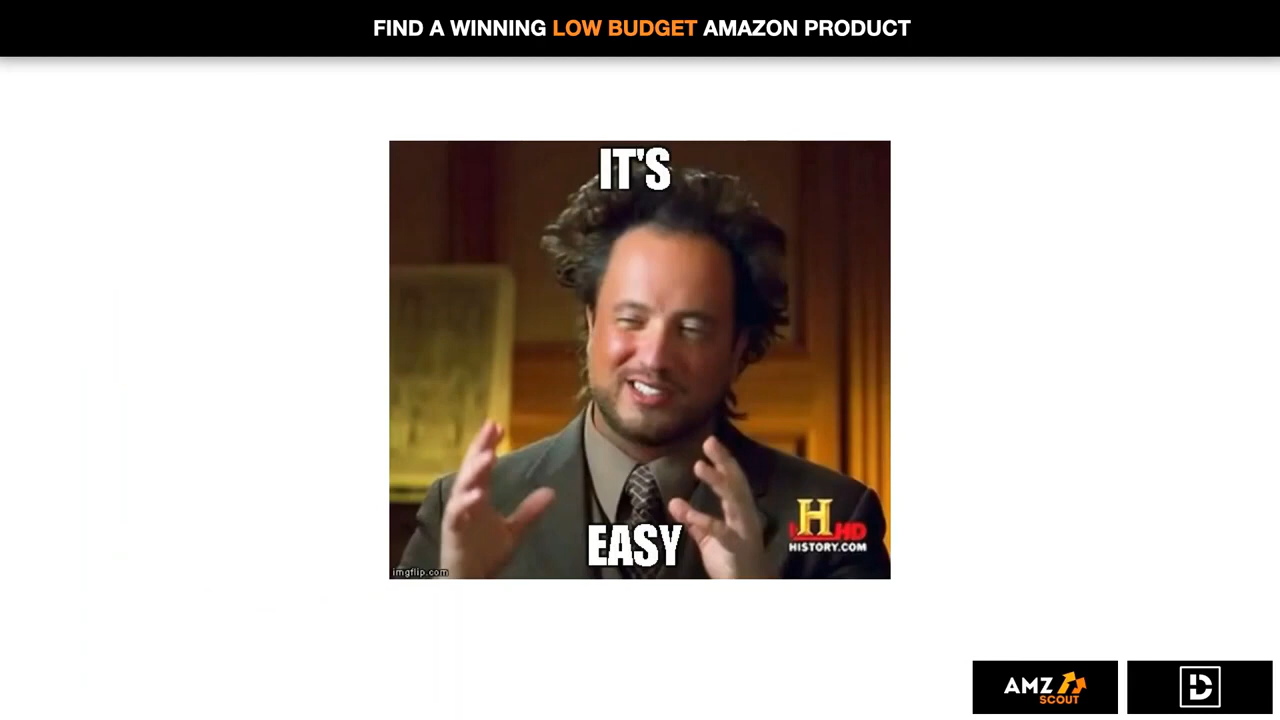 FIND A WINNING LOW BUDGET AMAZON PRODUCT
IT'S
EASY
H HD
HISTORY.COM
imgflip.com
AMZ
SCOUT
D